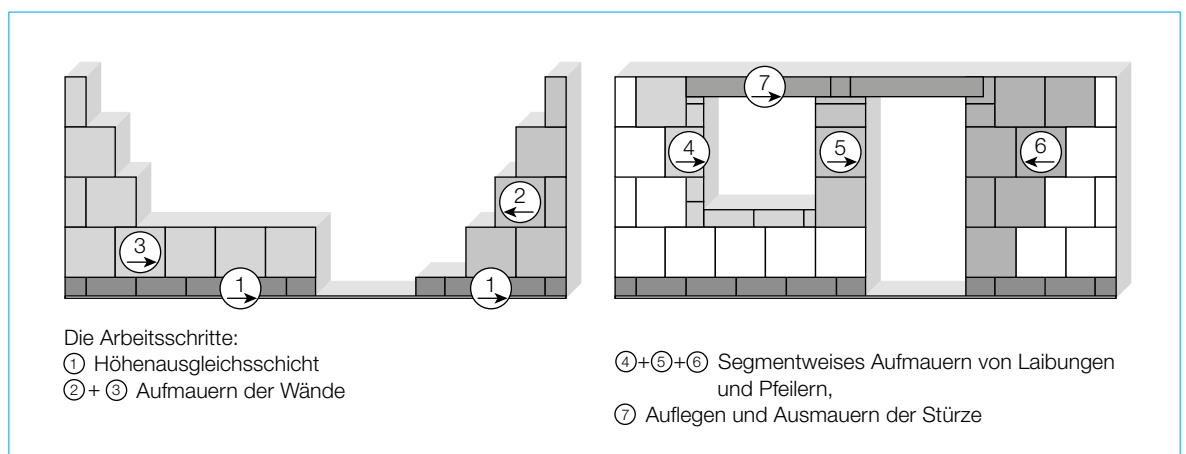 3
1
2
1
4
7
5
6
Die Arbeitsschritte:
① Höhenausgleichsschicht
②+ ③ Aufmauern der Wände
④+⑤+⑥ Segmentweises Aufmauern von Laibungen
und Pfeilern,
⑦ Auflegen und Ausmauern der Stürze